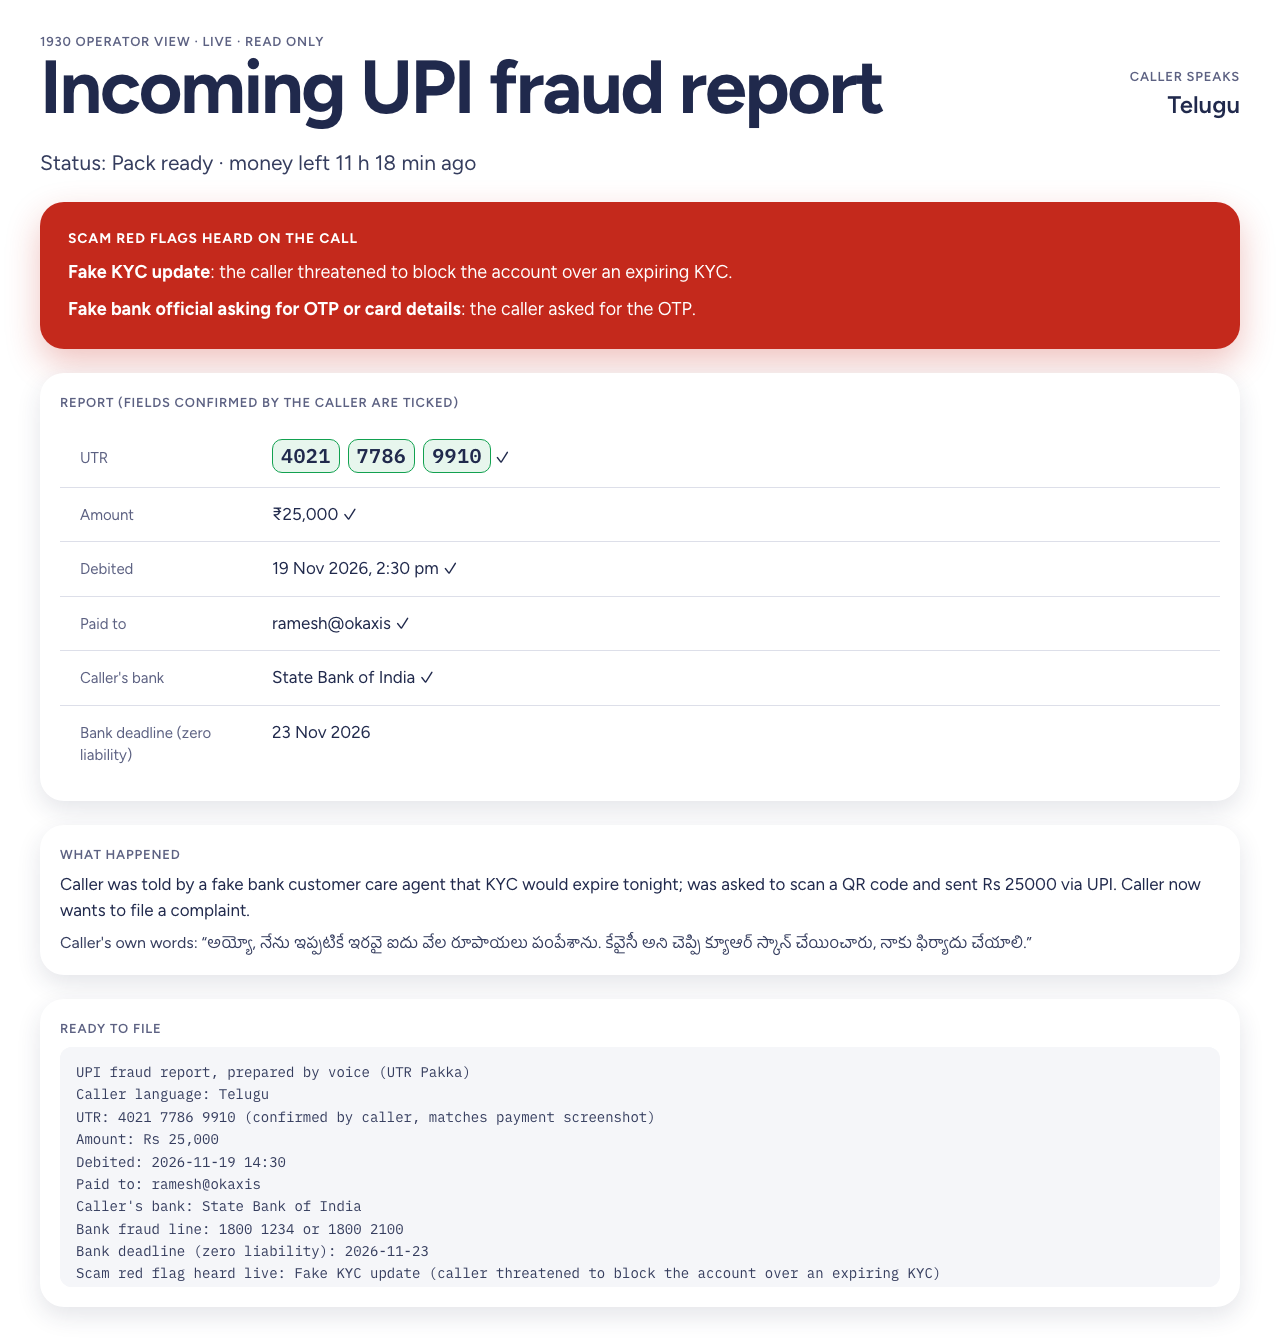 1930 OPERATOR VIEW · LIVE · READ ONLY
Incoming UPI fraud report
CALLER SPEAKS
Telugu
Status: Pack ready · money left 11 h 18 min ago
SCAM RED FLAGS HEARD ON THE CALL
Fake KYC update: the caller threatened to block the account over an expiring KYC.
Fake bank official asking for OTP or card details: the caller asked for the OTP.
REPORT (FIELDS CONFIRMED BY THE CALLER ARE TICKED)
UTR 4021 7786 9910 ✓
Amount ₹25,000 ✓
Debited 19 Nov 2026, 2:30 pm ✓
Paid to ramesh@okaxis ✓
Caller's bank State Bank of India ✓
Bank deadline (zero 23 Nov 2026
liability)
WHAT HAPPENED
Caller was told by a fake bank customer care agent that KYC would expire tonight; was asked to scan a QR code and sent Rs 25000 via UPI. Caller now
wants to file a complaint.
Caller's own words: “అయ్యో, నేను ఇప్పటికే ఇరవై ఐదు వేల రూపాయలు పంపేశాను. కేవైసీ అని చెప్పి క్యూఆర్ స్కాన్ చేయించారు, నాకు ఫిర్యాదు చేయాలి.”
READY TO FILE
UPI fraud report, prepared by voice (UTR Pakka)
Caller language: Telugu
UTR: 4021 7786 9910 (confirmed by caller, matches payment screenshot)
Amount: Rs 25,000
Debited: 2026-11-19 14:30
Paid to: ramesh@okaxis
Caller's bank: State Bank of India
Bank fraud line: 1800 1234 or 1800 2100
Bank deadline (zero liability): 2026-11-23
Scam red flag heard live: Fake KYC update (caller threatened to block the account over an expiring KYC)